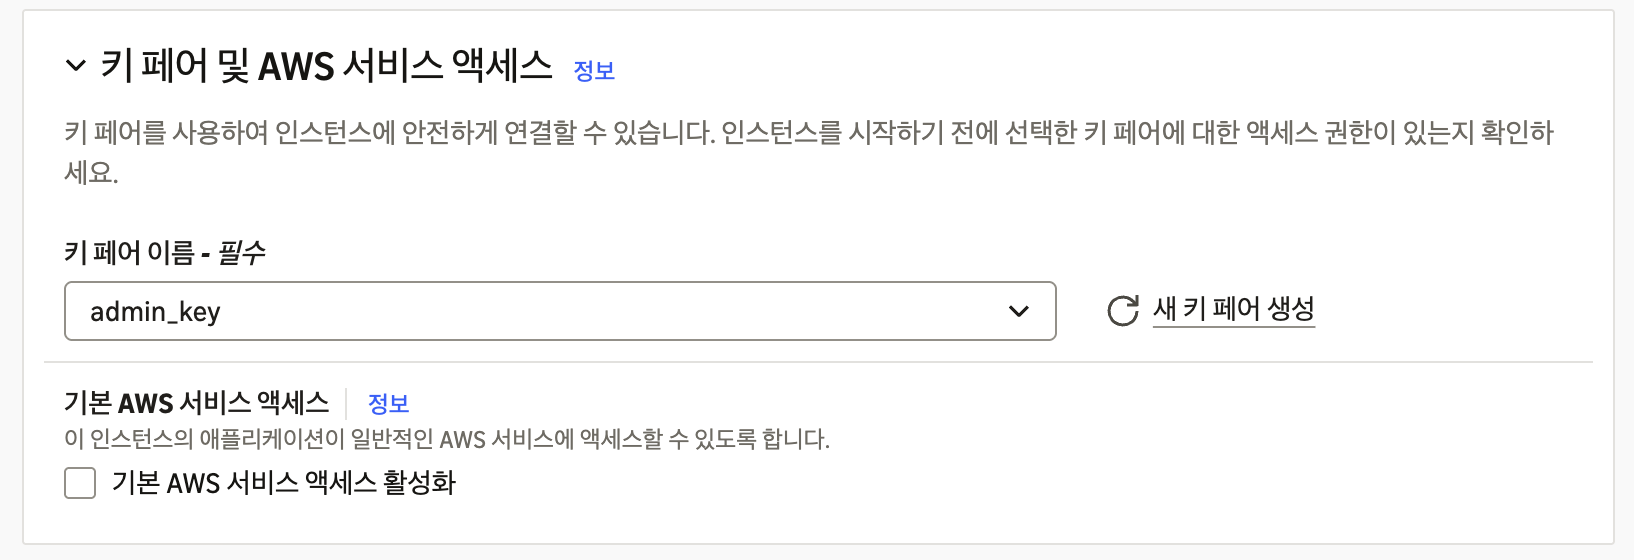 키 페어 및 AWS 서비스 액세스 정보
키 페어를 사용하여 인스턴스에 안전하게 연결할 수 있습니다. 인스턴스를 시작하기 전에 선택한 키 페어에 대한 액세스 권한이 있는지 확인하
세요.
키 페어 이름 - 필수
admin_key
새 키 페어 생성
기본 AWS 서비스 액세스 정보
이 인스턴스의 애플리케이션이 일반적인 AWS 서비스에 액세스할 수 있도록 합니다.
기본 AWS 서비스 액세스 활성화